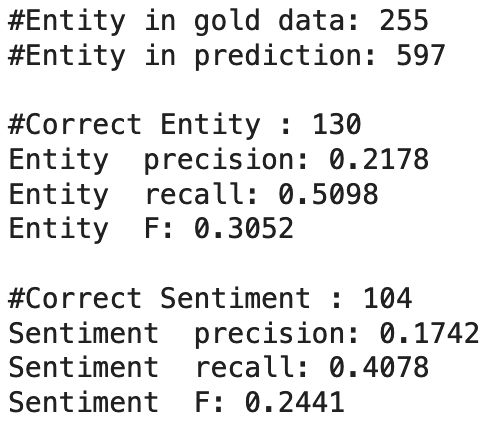 #Entity in gold data: 255
#Entity in prediction: 597
#Correct Entity : 130
Entity  precision: 0.2178
Entity  recall: 0.5098
Entity  F: 0.3052
#Correct Sentiment : 104
Sentiment  precision: 0.1742
Sentiment  recall: 0.4078
Sentiment  F: 0.2441